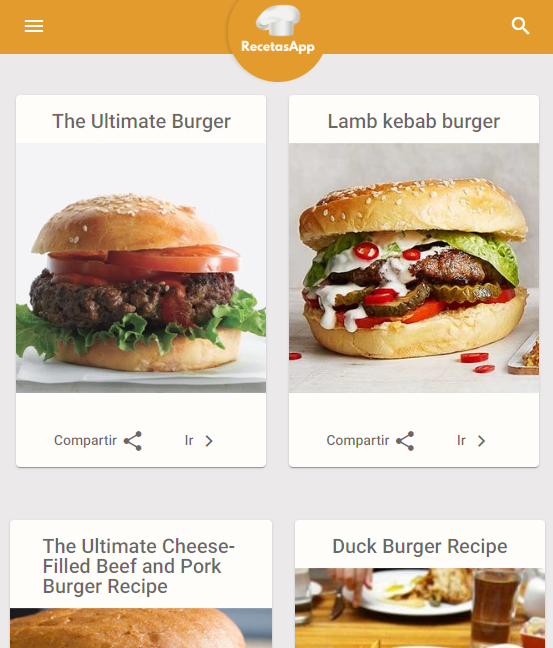 RecetasApp
The Ultimate Burger
Lamb kebab burger
Compartir
Ir
Compartir
Ir
The Ultimate Cheese-
Filled Beef and Pork
Burger Recipe
Duck Burger Recipe